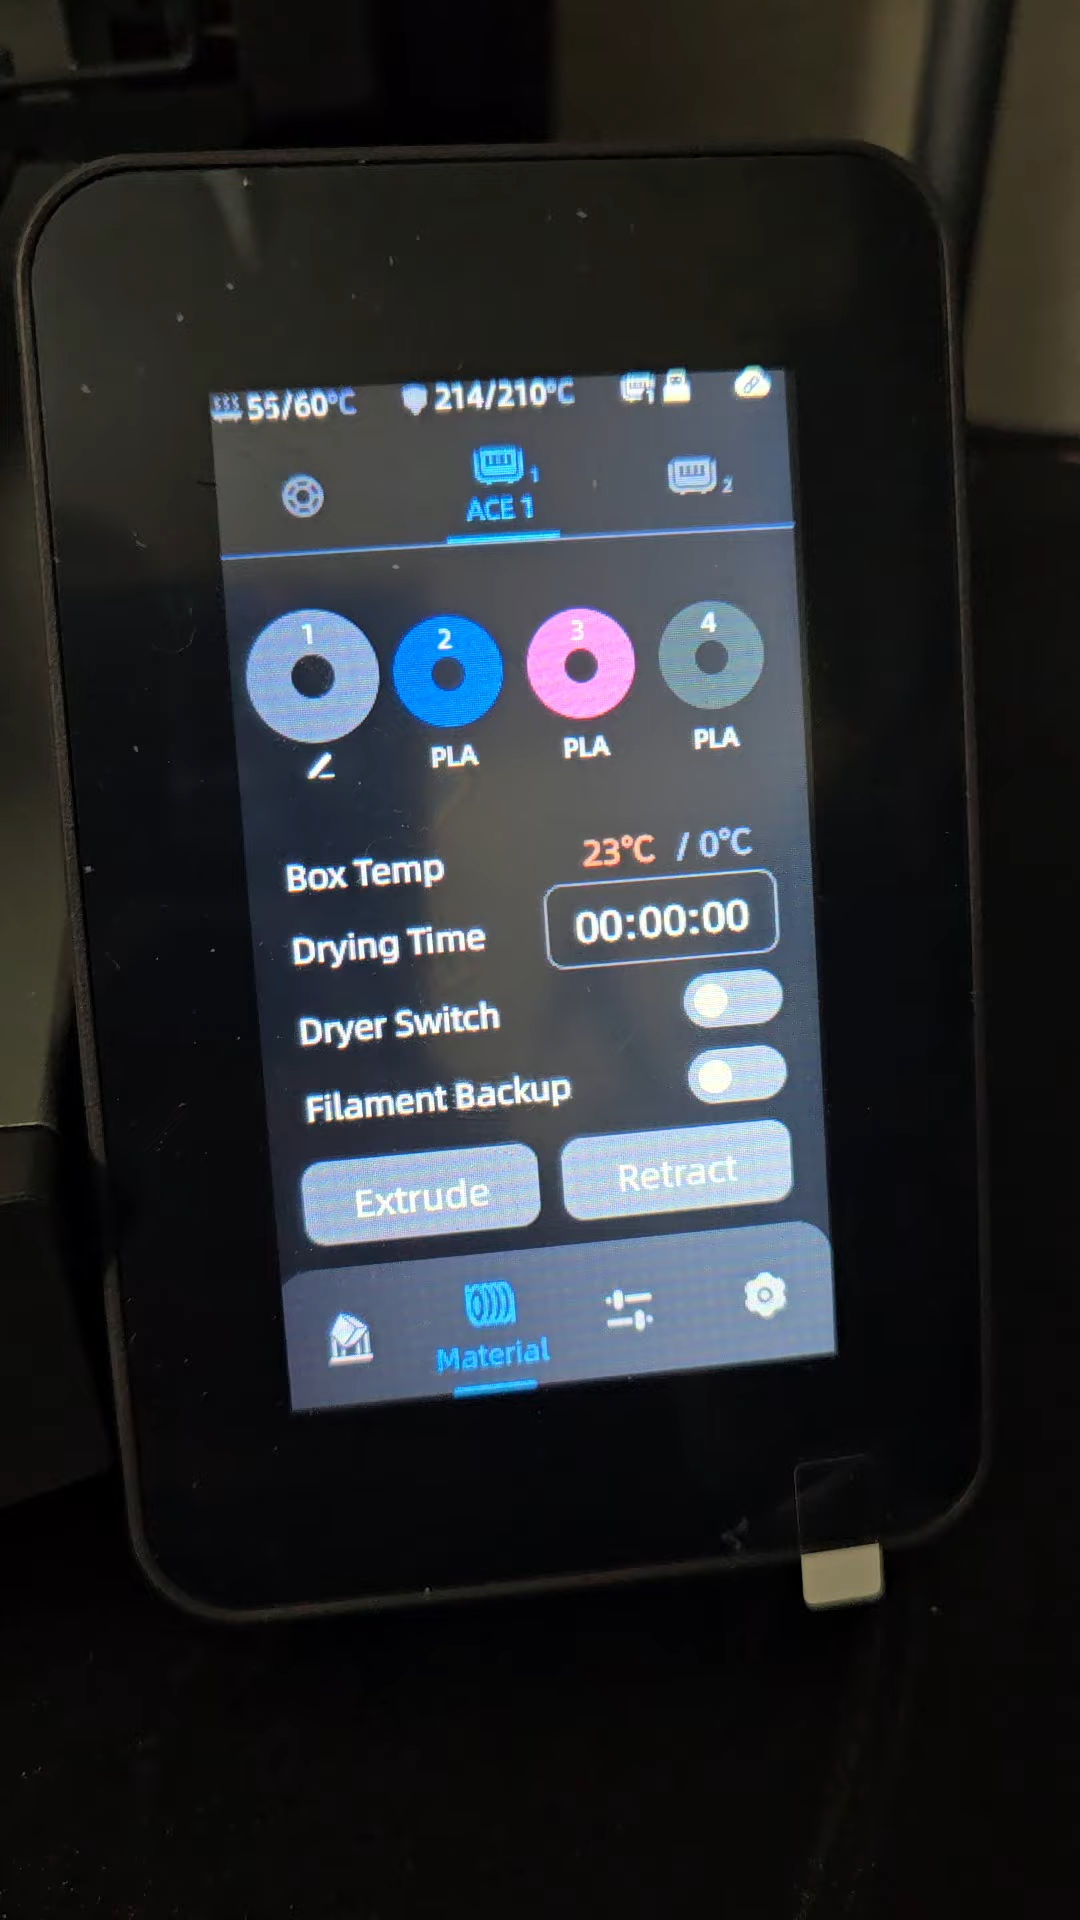 55/60°C 214/210°C 1
1 2
ACE 1
1 2 3 4
PLA PLA PLA
Box Temp 23°C / 0°C
Drying Time 00:00:00
Dryer Switch
Filament Backup
Extrude Retract
Material